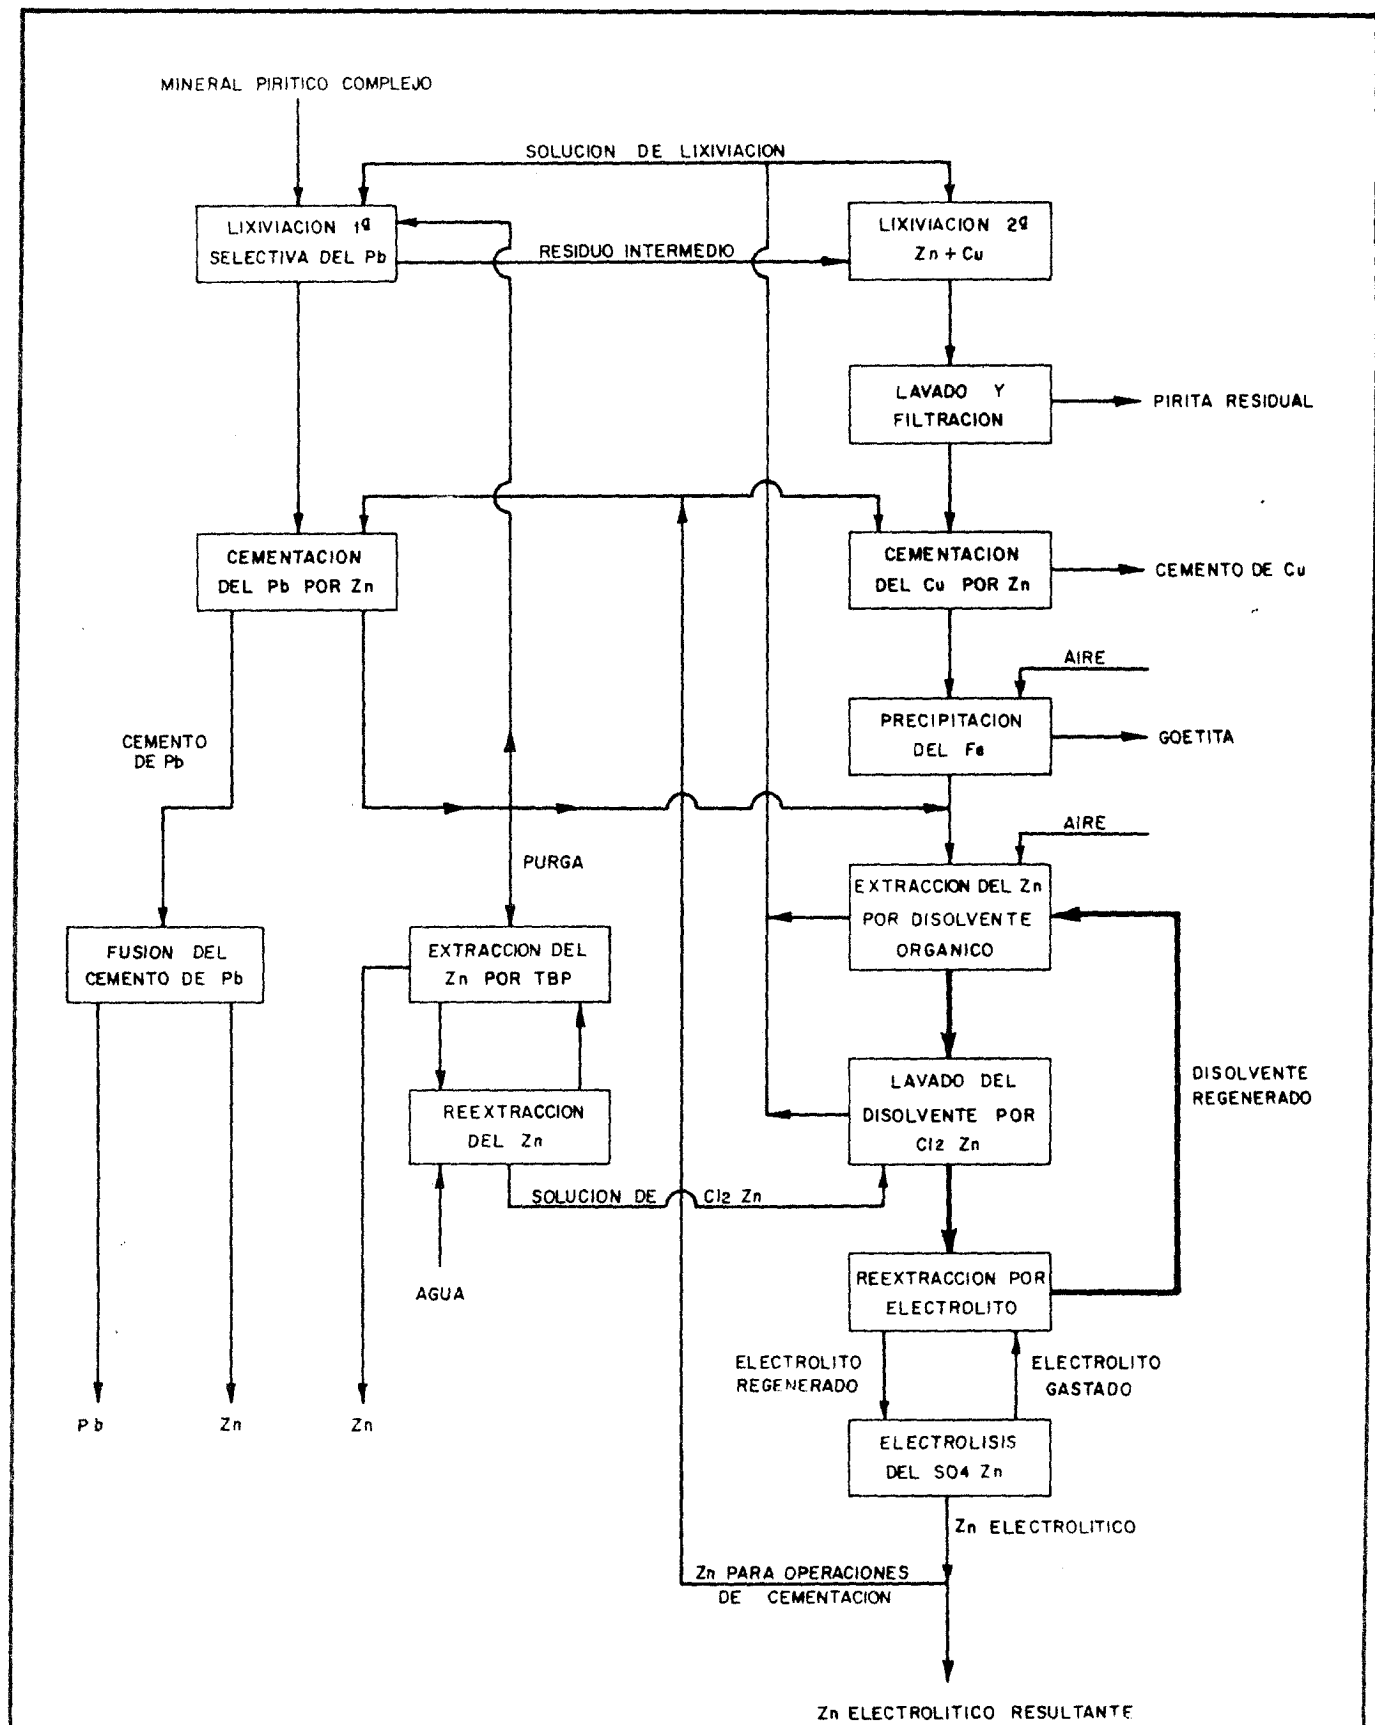 MINERAL PIRITICO COMPLEJO
SOLUCION DE LIXIVIACION
LIXIVIACION 1ª
SELECTIVA DEL Pb
LIXIVIACION 2ª
Zn + Cu
RESIDUO INTERMEDIO
LAVADO Y
FILTRACION
PIRITA RESIDUAL
CEMENTACION
DEL Pb POR Zn
CEMENTACION
DEL Cu POR Zn
CEMENTO DE Cu
AIRE
PRECIPITACION
DEL Fe
GOETITA
CEMENTO
DE Pb
AIRE
PURGA
EXTRACCION DEL Zn
POR DISOLVENTE
ORGANICO
FUSION DEL
CEMENTO DE Pb
EXTRACCION DEL
Zn POR TBP
LAVADO DEL
DISOLVENTE POR
Cl2 Zn
DISOLVENTE
REGENERADO
REEXTRACCION
DEL Zn
SOLUCION DE Cl2 Zn
AGUA
REEXTRACCION POR
ELECTROLITO
ELECTROLITO
REGENERADO
ELECTROLITO
GASTADO
Pb
Zn
Zn
ELECTROLISIS
DEL SO4 Zn
Zn ELECTROLITICO
Zn PARA OPERACIONES
DE CEMENTACION
Zn ELECTROLITICO RESULTANTE